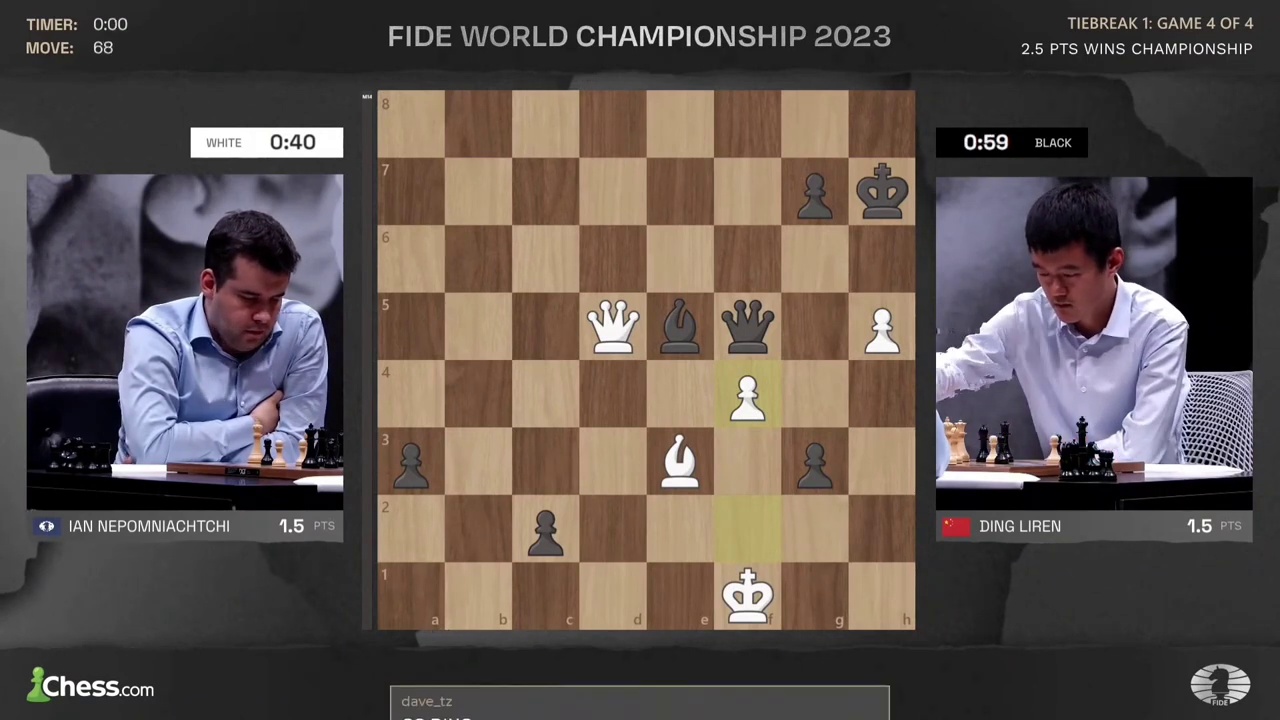 TIMER: 0:00
MOVE: 68
FIDE WORLD CHAMPIONSHIP 2023
TIEBREAK 1: GAME 4 OF 4
2.5 PTS WINS CHAMPIONSHIP
WHITE 0:40
0:59 BLACK
8
7
6
5
4
3
2
1
a b c d e f g h
IAN NEPOMNIACHTCHI 1.5 PTS
DING LIREN 1.5 PTS
Chess.com
FIDE
dave_tz